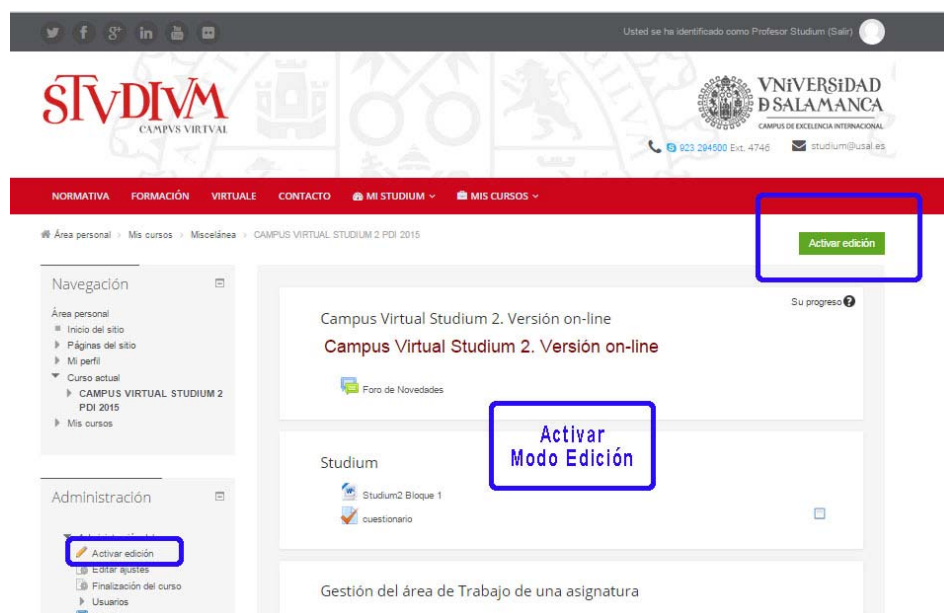 Usted se ha identificado como Profesor Studium (Salir)
STVDIVM
CAMPVS VIRTVAL
VNiVERSiDAD
D SALAMANCA
CAMPUS DE EXCELENCIA INTERNACIONAL
923 294500 Ext. 4746 studium@usal.es
NORMATIVA FORMACIÓN VIRTUALE CONTACTO MI STUDIUM MIS CURSOS
Área personal Mis cursos Miscelánea CAMPUS VIRTUAL STUDIUM 2 PDI 2015
Activar edición
Navegación
Área personal
Inicio del sitio
Páginas del sitio
Mi perfil
Curso actual
CAMPUS VIRTUAL STUDIUM 2
PDI 2015
Mis cursos
Su progreso
Campus Virtual Studium 2. Versión on-line
Campus Virtual Studium 2. Versión on-line
Foro de Novedades
Activar
Modo Edición
Studium
Studium2 Bloque 1
cuestionario
Administración
Activar edición
Editar ajustes
Finalización del curso
Usuarios
Gestión del área de Trabajo de una asignatura